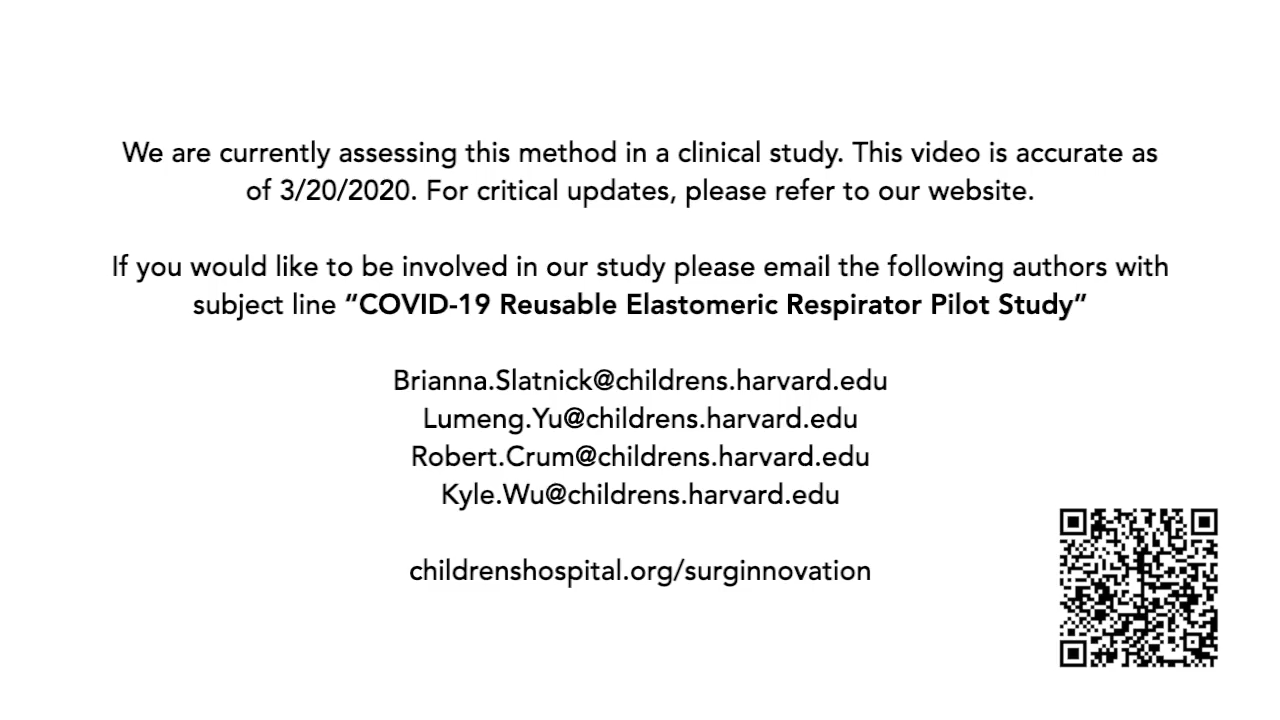 We are currently assessing this method in a clinical study. This video is accurate as
of 3/20/2020. For critical updates, please refer to our website.
If you would like to be involved in our study please email the following authors with
subject line “COVID-19 Reusable Elastomeric Respirator Pilot Study”
Brianna.Slatnick@childrens.harvard.edu
Lumeng.Yu@childrens.harvard.edu
Robert.Crum@childrens.harvard.edu
Kyle.Wu@childrens.harvard.edu
childrenshospital.org/surginnovation